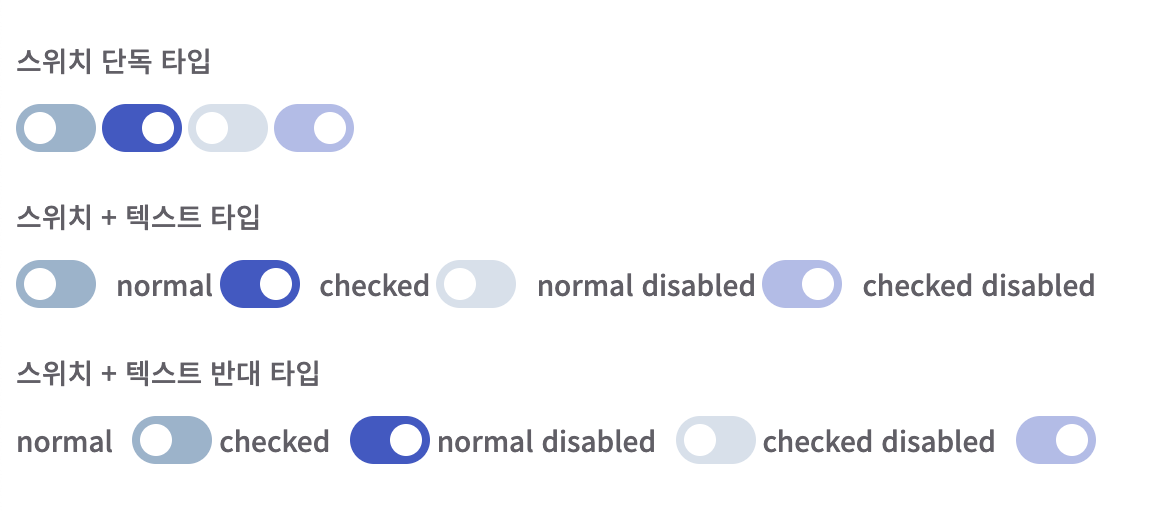 스위치 단독 타입
스위치 + 텍스트 타입
normal checked normal disabled checked disabled
스위치 + 텍스트 반대 타입
normal checked normal disabled checked disabled